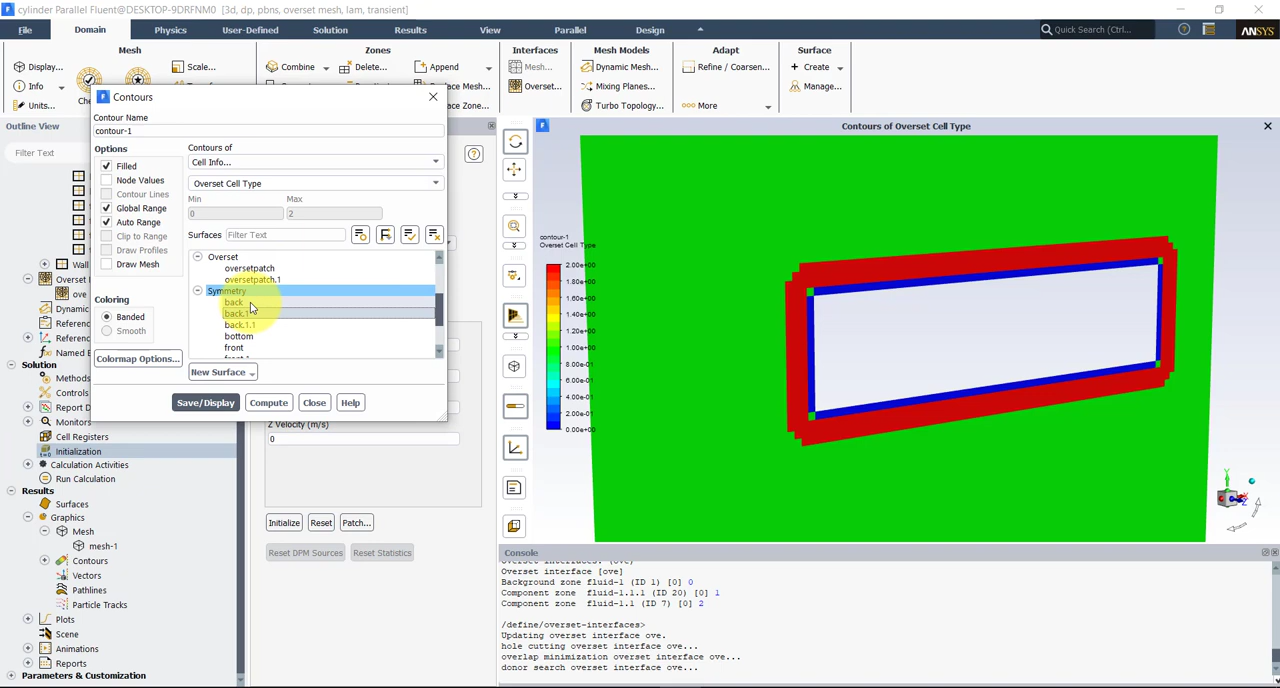 cylinder Parallel Fluent@DESKTOP-9DRFNM0 [3d, dp, pbns, overset mesh, lam, transient]
File Domain Physics User-Defined Solution Results View Parallel Design Quick Search (Ctrl... ANSYS
Mesh Zones Interfaces Mesh Models Adapt Surface
Display... Scale... Combine Delete... Append Mesh... Dynamic Mesh... Refine / Coarsen... Create
Info Mesh... Overset... Mixing Planes... Manage...
Units... Zone... Turbo Topology... More
Contours
Contour Name
contour-1
Options
Filled
Node Values
Contour Lines
Global Range
Auto Range
Clip to Range
Draw Profiles
Draw Mesh
Coloring
Banded
Smooth
Colormap Options...
Contours of
Cell Info...
Overset Cell Type
Min Max
0 2
Surfaces Filter Text
Overset
oversetpatch
oversetpatch.1
Symmetry
back
back.1
back.1.1
bottom
front
New Surface
Save/Display Compute Close Help
Outline View
Filter Text
Wall
Overset
ove
Dynamic
Referenc
Referenc
Named E
Solution
Methods
Controls
Report D
Monitors
Cell Registers
Initialization
Calculation Activities
Run Calculation
Results
Surfaces
Graphics
Mesh
mesh-1
Contours
Vectors
Pathlines
Particle Tracks
Plots
Scene
Animations
Reports
Parameters & Customization
Z Velocity (m/s)
0
Initialize Reset Patch...
Reset DPM Sources Reset Statistics
Contours of Overset Cell Type
contour-1
Overset Cell Type
2.00e+00
1.80e+00
1.60e+00
1.40e+00
1.20e+00
1.00e+00
8.00e-01
6.00e-01
4.00e-01
2.00e-01
0.00e+00
Console
Overset interfaces: (ove)
Overset interface [ove]
Background zone fluid-1 (ID 1) [0] 0
Component zone fluid-1.1.1 (ID 20) [0] 1
Component zone fluid-1.1 (ID 7) [0] 2
/define/overset-interfaces>
Updating overset interface ove.
hole cutting overset interface ove...
overlap minimization overset interface ove...
donor search overset interface ove...